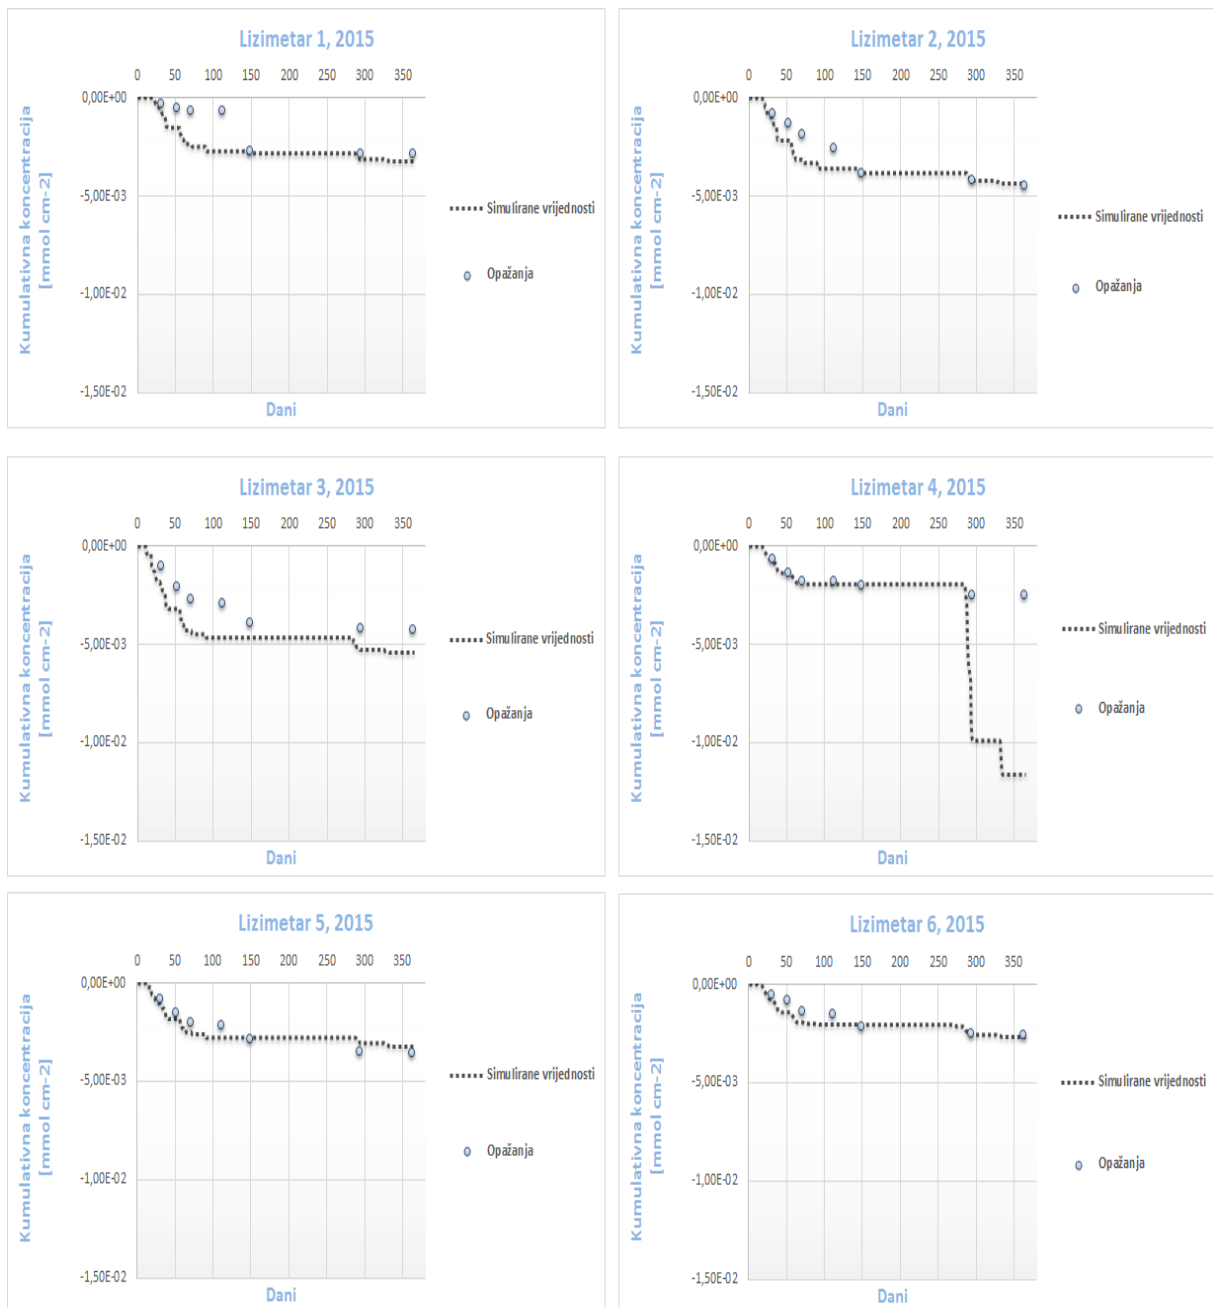 Lizimetar 1, 2015
0 50 100 150 200 250 300 350
0,00E+00
-5,00E-03
-1,00E-02
-1,50E-02
Kumulativna koncentracija
[mmol cm-2]
Dani
Simulirane vrijednosti
Opažanja
Lizimetar 2, 2015
0 50 100 150 200 250 300 350
0,00E+00
-5,00E-03
-1,00E-02
-1,50E-02
Kumulativna koncentracija
[mmol cm-2]
Dani
Simulirane vrijednosti
Opažanja
Lizimetar 3, 2015
0 50 100 150 200 250 300 350
0,00E+00
-5,00E-03
-1,00E-02
-1,50E-02
Kumulativna koncentracija
[mmol cm-2]
Dani
Simulirane vrijednosti
Opažanja
Lizimetar 4, 2015
0 50 100 150 200 250 300 350
0,00E+00
-5,00E-03
-1,00E-02
-1,50E-02
Kumulativna koncentracija
[mmol cm-2]
Dani
Simulirane vrijednosti
Opažanja
Lizimetar 5, 2015
0 50 100 150 200 250 300 350
0,00E+00
-5,00E-03
-1,00E-02
-1,50E-02
Kumulativna koncentracija
[mmol cm-2]
Dani
Simulirane vrijednosti
Opažanja
Lizimetar 6, 2015
0 50 100 150 200 250 300 350
0,00E+00
-5,00E-03
-1,00E-02
-1,50E-02
Kumulativna koncentracija
[mmol cm-2]
Dani
Simulirane vrijednosti
Opažanja